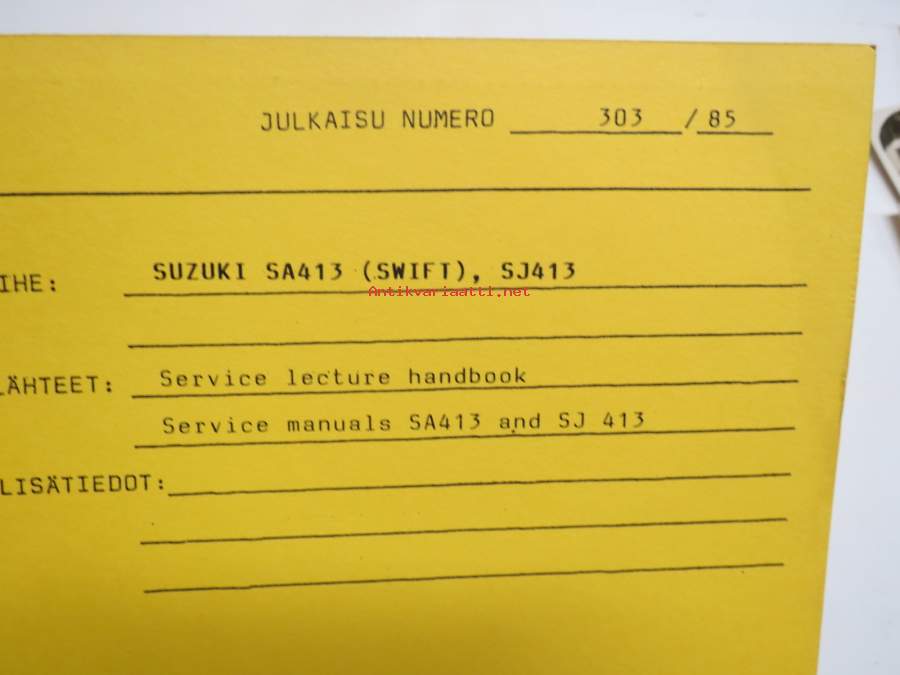 JULKAISU NUMERO 303 / 85
IHE: SUZUKI SA413 (SWIFT), SJ413
Antikvariaatti.net
LÄHTEET: Service lecture handbook
Service manuals SA413 and SJ 413
LISÄTIEDOT: